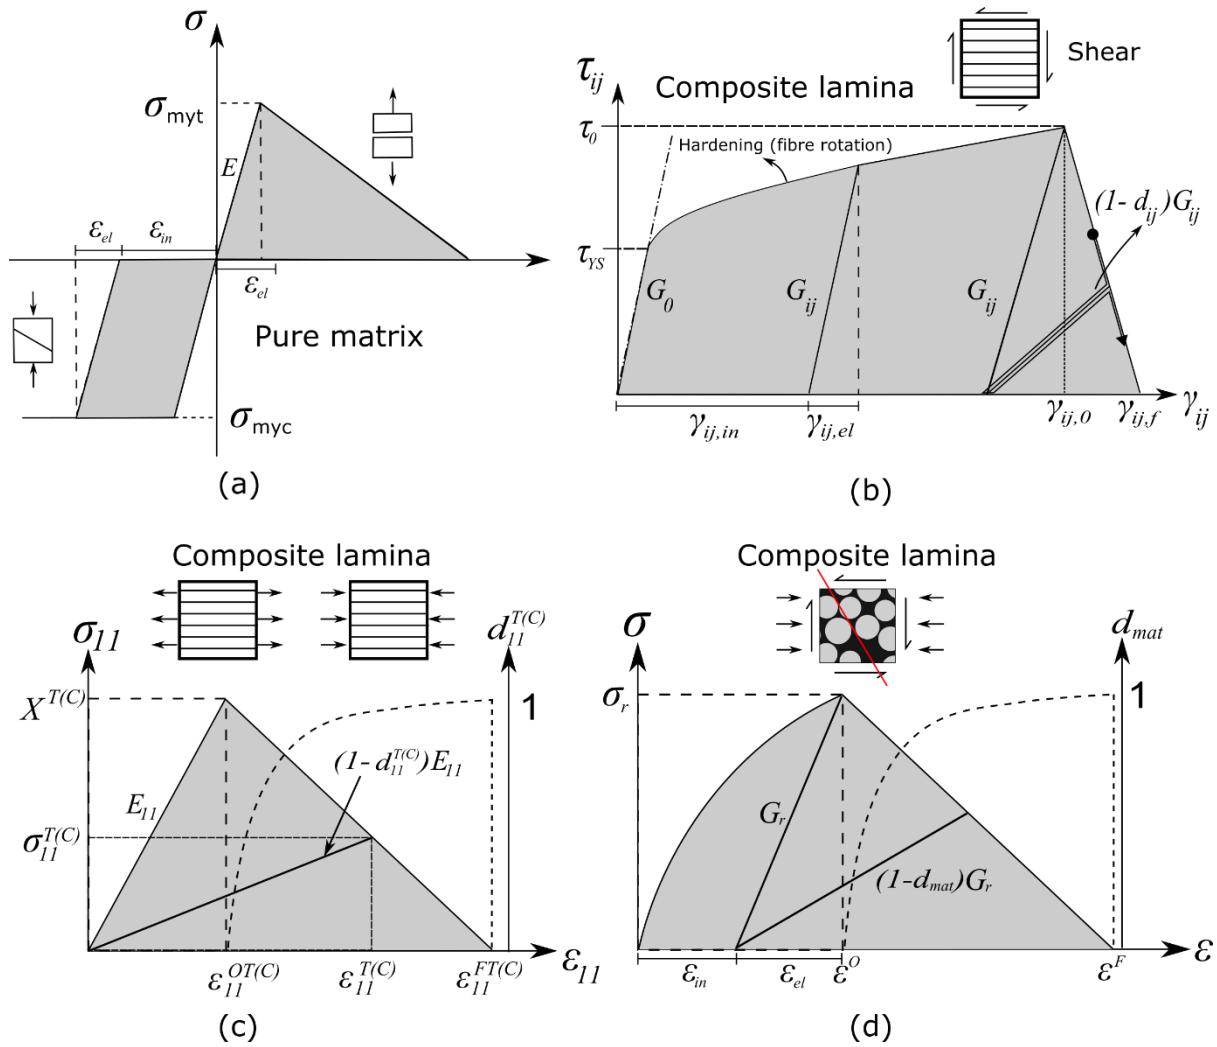 σ
σmyt
E
εel
εin
εel
Pure matrix
σmyc
(a)
Shear
Composite lamina
τij
τ0
Hardening (fibre rotation)
(1- dij)Gij
τYS
G0
Gij
Gij
γij,in
γij,el
γij,0
γij,f
γij
(b)
Composite lamina
σ11
d11T(C)
XT(C)
1
(1- d11T(C))E11
E11
σ11T(C)
ε11OT(C)
ε11T(C)
ε11FT(C)
ε11
(c)
Composite lamina
σ
dmat
σr
1
Gr
(1-dmat)Gr
εin
εel
εO
εF
ε
(d)